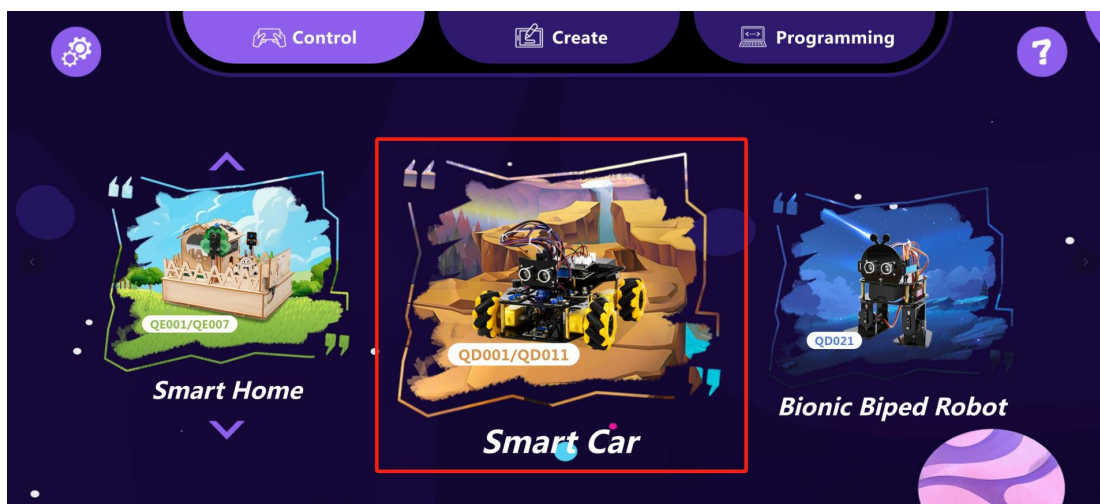 Control
Create
Programming
?
QE001/QE007
Smart Home
QD001/QD011
Smart Car
QD021
Bionic Biped Robot